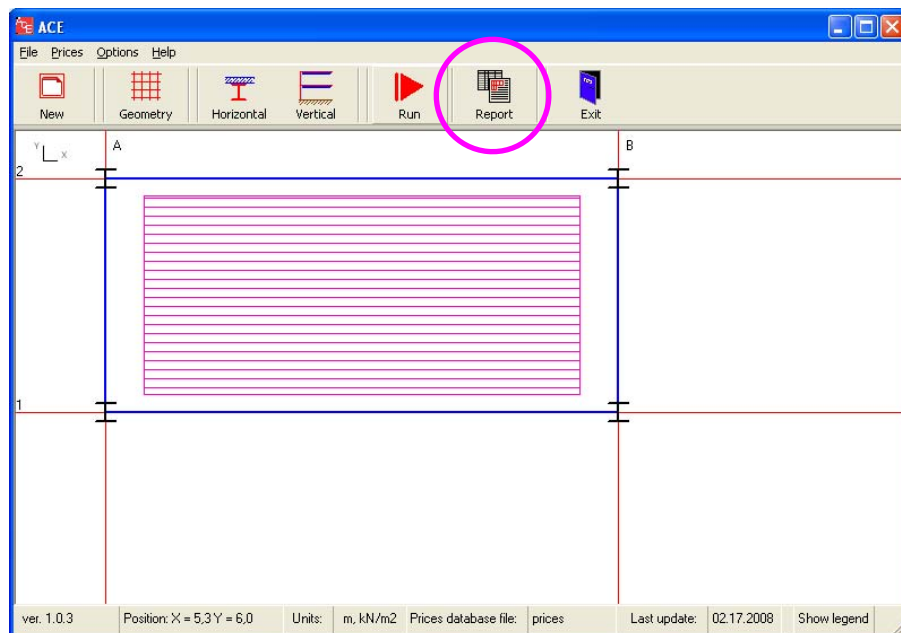 ACE
File Prices Options Help
New Geometry Horizontal Vertical Run Report Exit
Y X A B
2
1
ver. 1.0.3 Position: X = 5,3 Y = 6,0 Units: m, kN/m2 Prices database file: prices Last update: 02.17.2008 Show legend